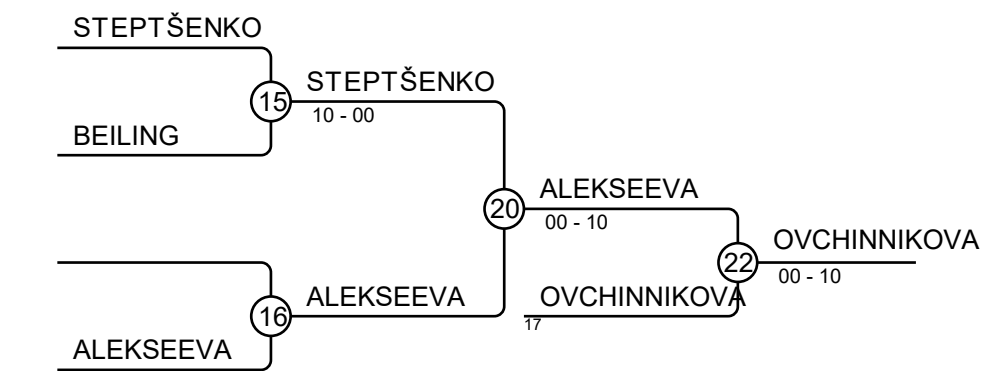 STEPTŠENKO
15
STEPTŠENKO
10 - 00
BEILING
20
ALEKSEEVA
00 - 10
22
OVCHINNIKOVA
00 - 10
16
ALEKSEEVA
OVCHINNIKOVA
17
ALEKSEEVA